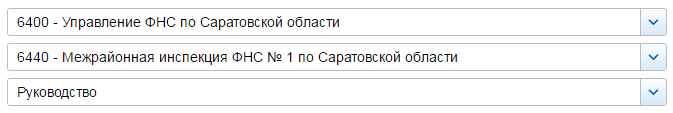 6400 - Управление ФНС по Саратовской области
6440 - Межрайонная инспекция ФНС № 1 по Саратовской области
Руководство